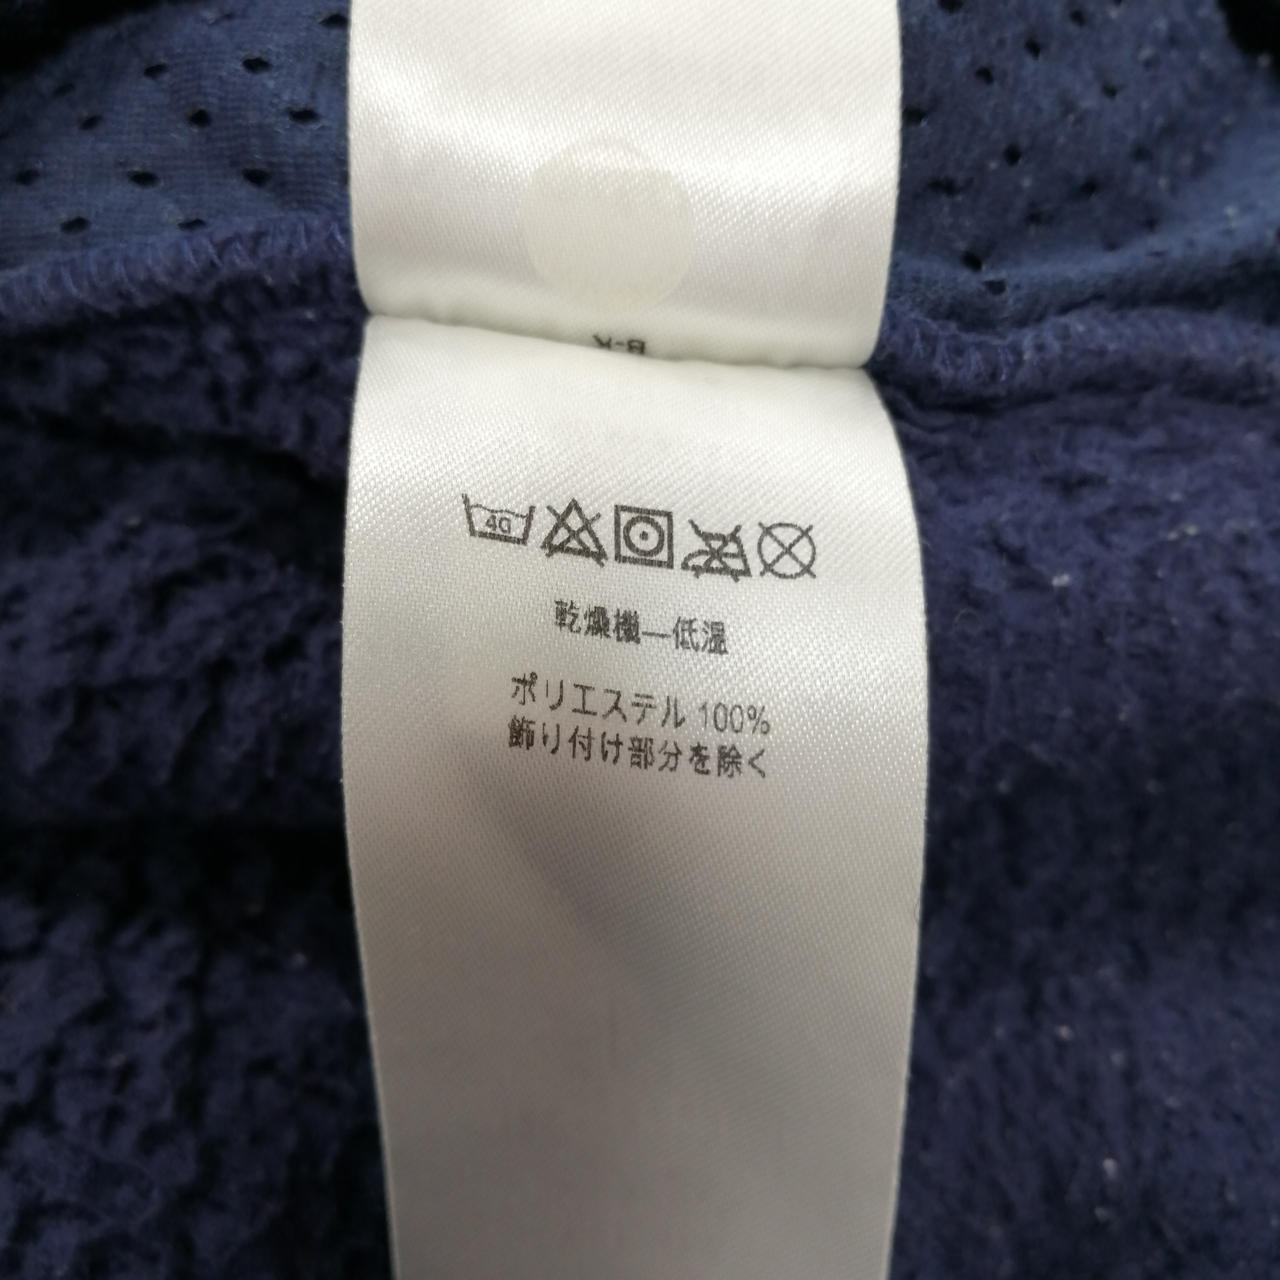 B-K
40
乾燥機—低温
ポリエステル 100%
飾り付け部分を除く